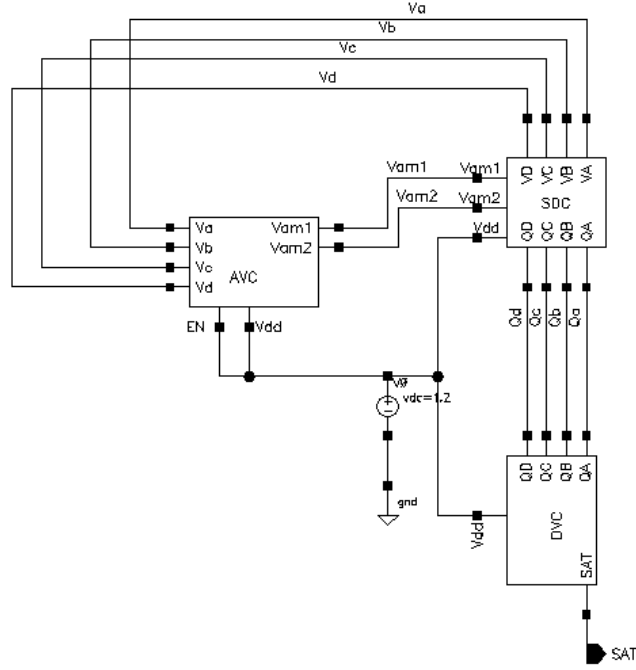 Va
Vb
Vc
Vd
Vam1
Vam1
Vam2
Vam2
Vdd
VD
VC
VB
VA
SDC
QD
QC
QB
QA
Va
Vb
Vc
Vd
Vam1
Vam2
AVC
EN
Vdd
Qd
Qc
Qb
Qa
vdc=1.2
gnd
QD
QC
QB
QA
Vdd
DVC
SAT
SAT